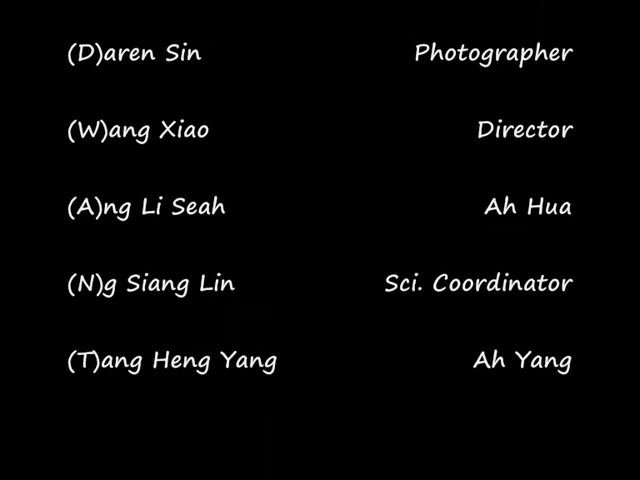 (D)aren Sin Photographer
(W)ang Xiao Director
(A)ng Li Seah Ah Hua
(N)g Siang Lin Sci. Coordinator
(T)ang Heng Yang Ah Yang